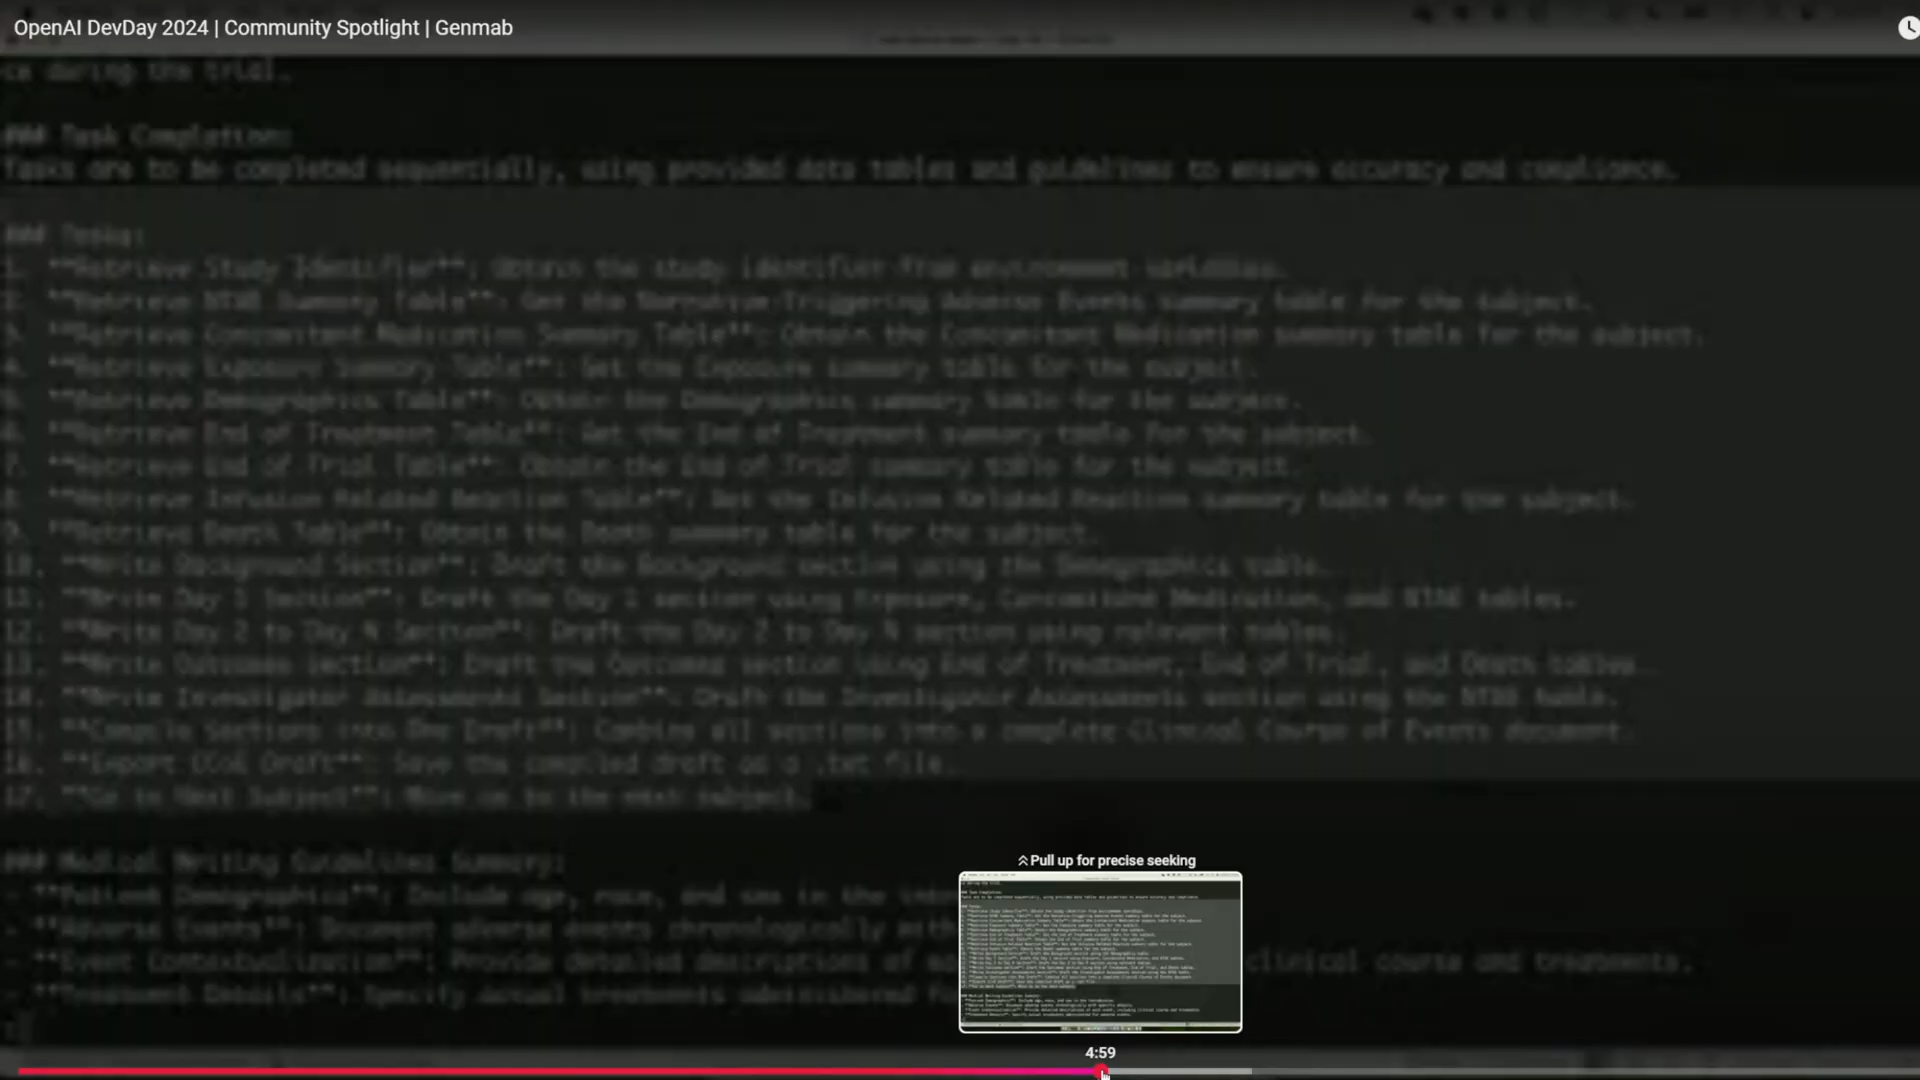 OpenAI DevDay 2024 | Community Spotlight | Genmab
ce during the trial.
### Task Completion:
Tasks are to be completed sequentially, using provided data tables and guidelines to ensure accuracy and compliance.
### Tasks:
1. **Retrieve Study Identifier**: Obtain the study identifier from environment variables.
2. **Retrieve NTAE Summary Table**: Get the Narrative-Triggering Adverse Events summary table for the subject.
3. **Retrieve Concomitant Medication Summary Table**: Obtain the Concomitant Medication summary table for the subject.
4. **Retrieve Exposure Summary Table**: Get the Exposure summary table for the subject.
5. **Retrieve Demographics Table**: Obtain the Demographics summary table for the subject.
6. **Retrieve End of Treatment Table**: Get the End of Treatment summary table for the subject.
7. **Retrieve End of Trial Table**: Obtain the End of Trial summary table for the subject.
8. **Retrieve Infusion Related Reaction Table**: Get the Infusion Related Reaction summary table for the subject.
9. **Retrieve Death Table**: Obtain the Death summary table for the subject.
10. **Write Background Section**: Draft the Background section using the Demographics table.
11. **Write Day 1 Section**: Draft the Day 1 section using Exposure, Concomitant Medication, and NTAE tables.
12. **Write Day 2 to Day N Section**: Draft the Day 2 to Day N section using relevant tables.
13. **Write Outcomes Section**: Draft the Outcomes section using End of Treatment, End of Trial, and Death tables.
14. **Write Investigator Assessments Section**: Draft the Investigator Assessments section using the NTAE table.
15. **Compile Sections into One Draft**: Combine all sections into a complete Clinical Course of Events document.
16. **Export CCoE Draft**: Save the compiled draft as a .txt file.
17. **Go to Next Subject**: Move on to the next subject.
### Medical Writing Guidelines Summary:
- **Patient Demographics**: Include age, race, and sex in the
- **Adverse Events**: adverse events chronologically with
- **Event Contextualization**: Provide detailed descriptions of clinical course and treatments.
- **Treatment Details**: Specify actual treatments administered
Pull up for precise seeking
4:59